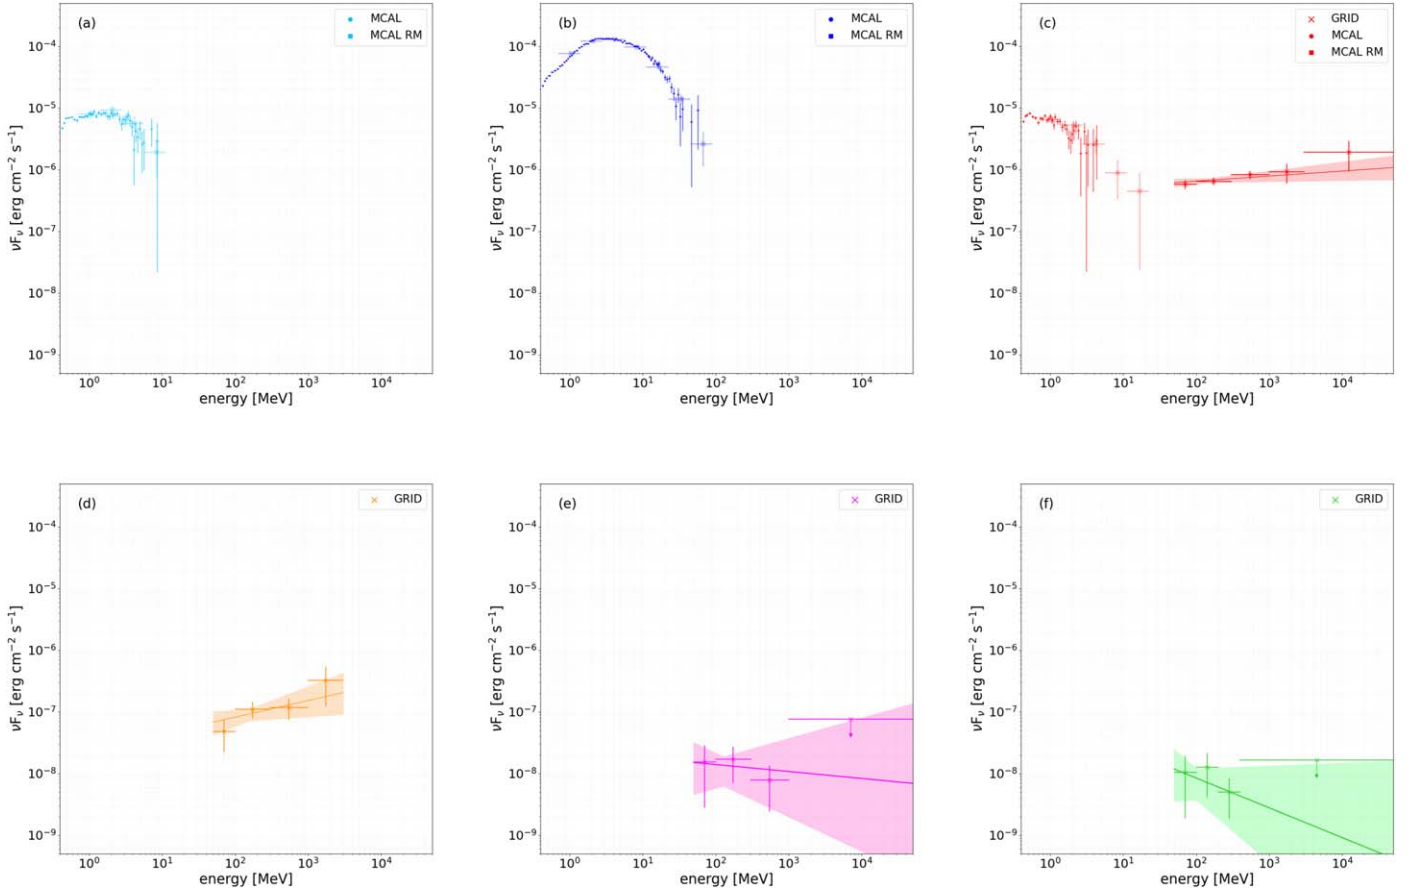 (a)
MCAL
MCAL RM
10⁻⁴
10⁻⁵
10⁻⁶
10⁻⁷
10⁻⁸
10⁻⁹
νFν [erg cm⁻² s⁻¹]
10⁰ 10¹ 10² 10³ 10⁴
energy [MeV]
(b)
MCAL
MCAL RM
10⁻⁴
10⁻⁵
10⁻⁶
10⁻⁷
10⁻⁸
10⁻⁹
νFν [erg cm⁻² s⁻¹]
10⁰ 10¹ 10² 10³ 10⁴
energy [MeV]
(c)
GRID
MCAL
MCAL RM
10⁻⁴
10⁻⁵
10⁻⁶
10⁻⁷
10⁻⁸
10⁻⁹
νFν [erg cm⁻² s⁻¹]
10⁰ 10¹ 10² 10³ 10⁴
energy [MeV]
(d)
GRID
10⁻⁴
10⁻⁵
10⁻⁶
10⁻⁷
10⁻⁸
10⁻⁹
νFν [erg cm⁻² s⁻¹]
10⁰ 10¹ 10² 10³ 10⁴
energy [MeV]
(e)
GRID
10⁻⁴
10⁻⁵
10⁻⁶
10⁻⁷
10⁻⁸
10⁻⁹
νFν [erg cm⁻² s⁻¹]
10⁰ 10¹ 10² 10³ 10⁴
energy [MeV]
(f)
GRID
10⁻⁴
10⁻⁵
10⁻⁶
10⁻⁷
10⁻⁸
10⁻⁹
νFν [erg cm⁻² s⁻¹]
10⁰ 10¹ 10² 10³ 10⁴
energy [MeV]